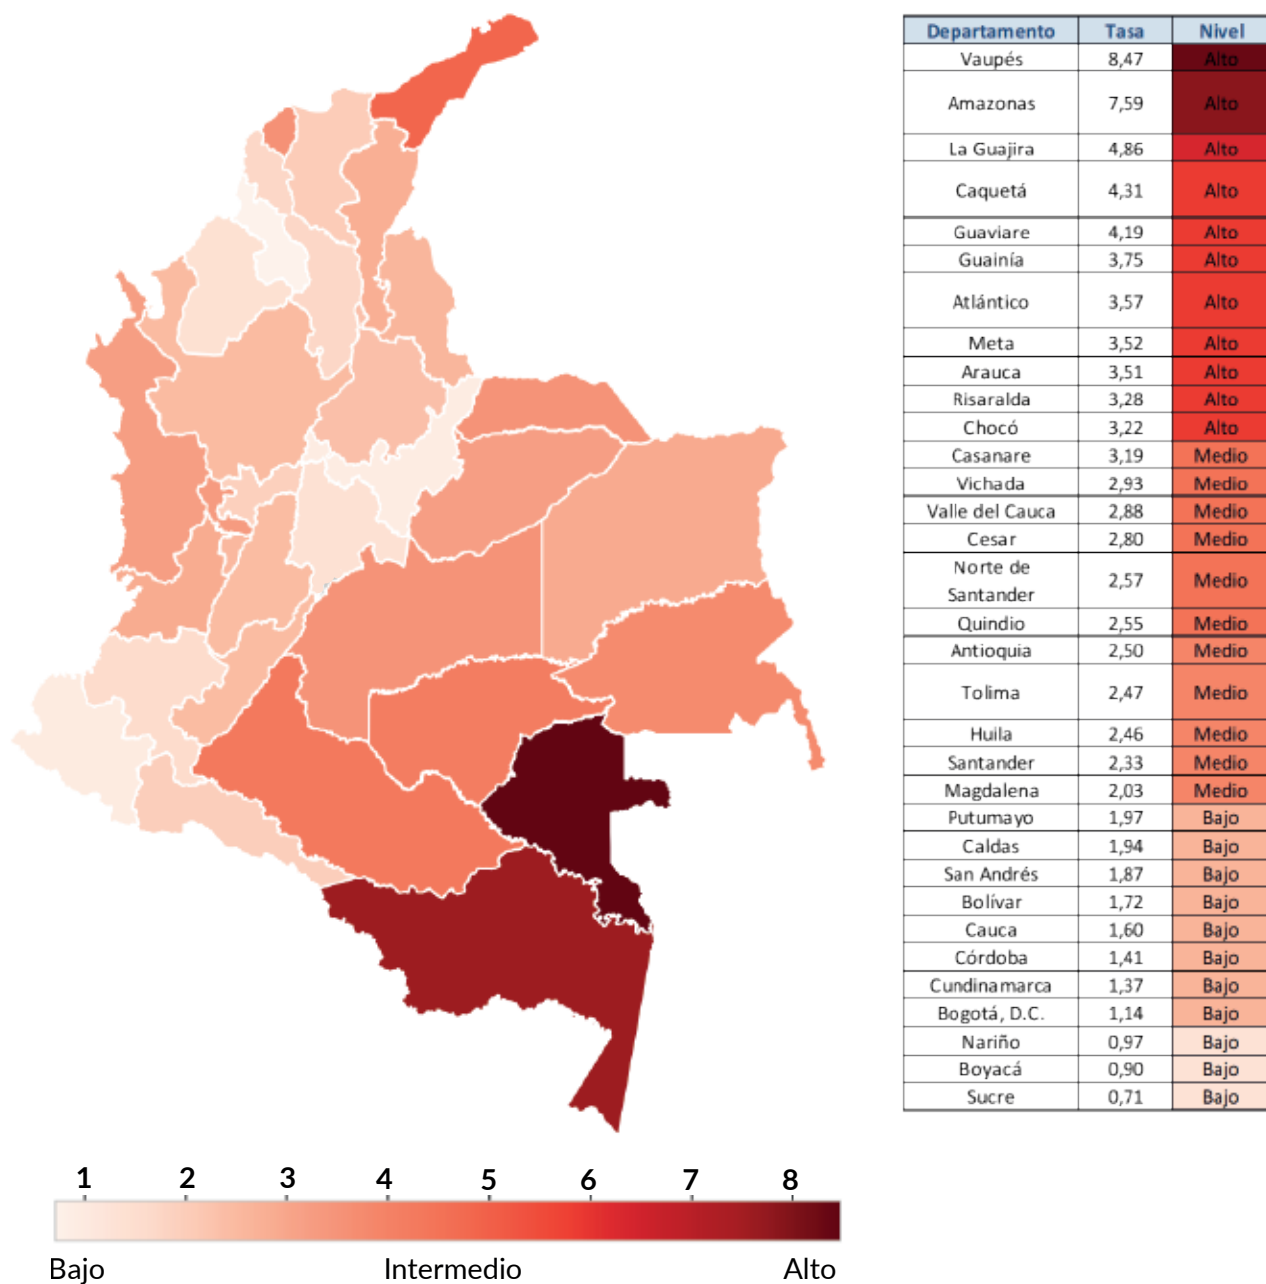 Departamento Tasa Nivel
Vaupés 8,47 Alto
Amazonas 7,59 Alto
La Guajira 4,86 Alto
Caquetá 4,31 Alto
Guaviare 4,19 Alto
Guainía 3,75 Alto
Atlántico 3,57 Alto
Meta 3,52 Alto
Arauca 3,51 Alto
Risaralda 3,28 Alto
Chocó 3,22 Alto
Casanare 3,19 Medio
Vichada 2,93 Medio
Valle del Cauca 2,88 Medio
Cesar 2,80 Medio
Norte de
Santander 2,57 Medio
Quindio 2,55 Medio
Antioquia 2,50 Medio
Tolima 2,47 Medio
Huila 2,46 Medio
Santander 2,33 Medio
Magdalena 2,03 Medio
Putumayo 1,97 Bajo
Caldas 1,94 Bajo
San Andrés 1,87 Bajo
Bolívar 1,72 Bajo
Cauca 1,60 Bajo
Córdoba 1,41 Bajo
Cundinamarca 1,37 Bajo
Bogotá, D.C. 1,14 Bajo
Nariño 0,97 Bajo
Boyacá 0,90 Bajo
Sucre 0,71 Bajo
1 2 3 4 5 6 7 8
Bajo Intermedio Alto